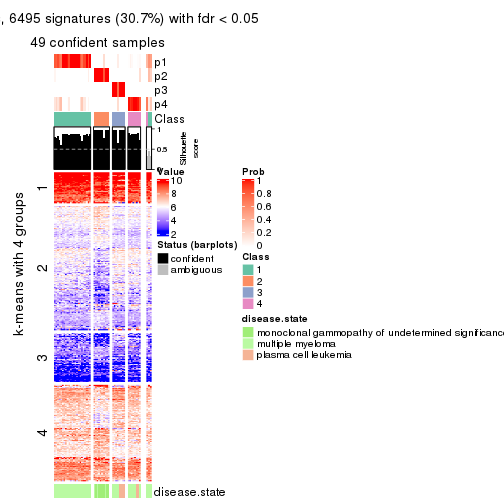 , 6495 signatures (30.7%) with fdr < 0.05
49 confident samples
p1
p2
p3
p4
Class
1
0.5
0
Silhouette
score
k-means with 4 groups
1
2
3
4
Value
10
8
6
4
2
Status (barplots)
confident
ambiguous
Prob
1
0.8
0.6
0.4
0.2
0
Class
1
2
3
4
disease.state
monoclonal gammopathy of undetermined significance
multiple myeloma
plasma cell leukemia
disease.state